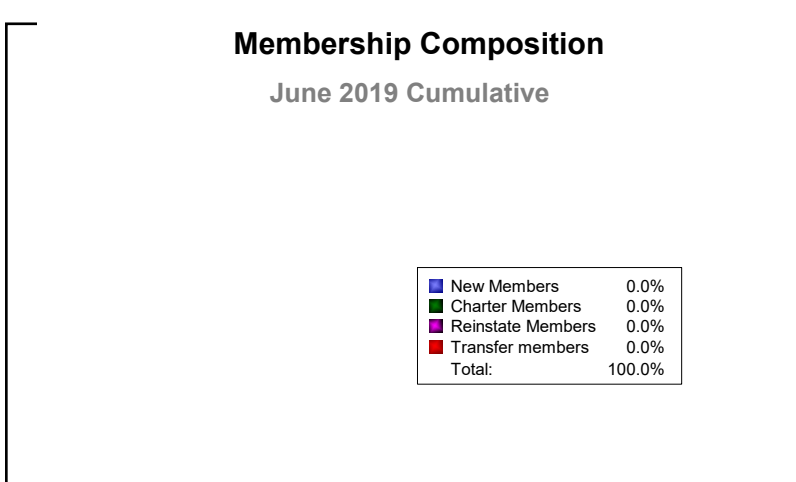 Membership Composition
June 2019 Cumulative
New Members 0.0%
Charter Members 0.0%
Reinstate Members 0.0%
Transfer members 0.0%
Total: 100.0%